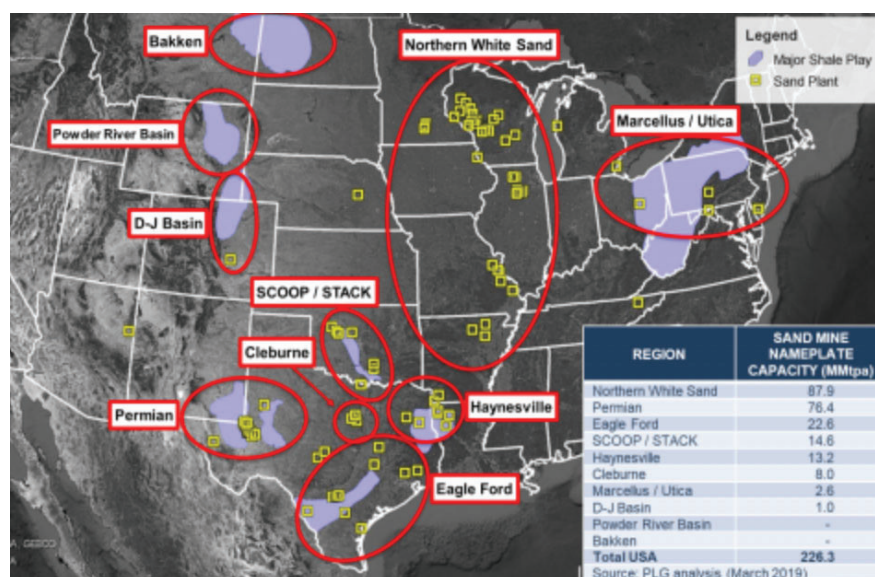 Bakken
Northern White Sand
Legend
Major Shale Play
Sand Plant
Powder River Basin
Marcellus / Utica
D-J Basin
SCOOP / STACK
Cleburne
Permian
Haynesville
Eagle Ford
REGION SAND MINE NAMEPLATE CAPACITY (MMtpa)
Northern White Sand 87.9
Permian 76.4
Eagle Ford 22.6
SCOOP / STACK 14.6
Haynesville 13.2
Cleburne 8.0
Marcellus / Utica 2.6
D-J Basin 1.0
Powder River Basin -
Bakken -
Total USA 226.3
Source: PLG analysis (March 2019)